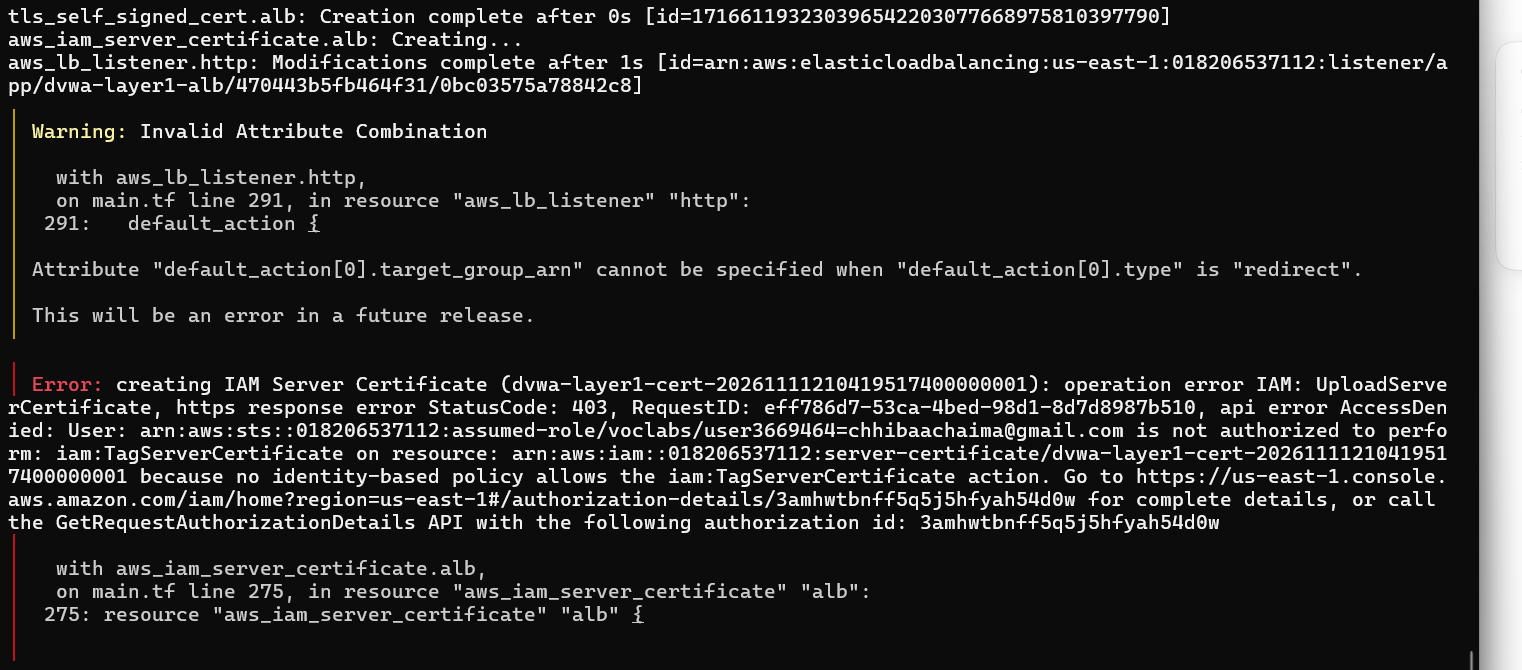 tls_self_signed_cert.alb: Creation complete after 0s [id=171661193230396542203077668975810397790]
aws_iam_server_certificate.alb: Creating...
aws_lb_listener.http: Modifications complete after 1s [id=arn:aws:elasticloadbalancing:us-east-1:018206537112:listener/a
pp/dvwa-layer1-alb/470443b5fb464f31/0bc03575a78842c8]
Warning: Invalid Attribute Combination
with aws_lb_listener.http,
on main.tf line 291, in resource "aws_lb_listener" "http":
291:   default_action {
Attribute "default_action[0].target_group_arn" cannot be specified when "default_action[0].type" is "redirect".
This will be an error in a future release.
Error: creating IAM Server Certificate (dvwa-layer1-cert-20261111210419517400000001): operation error IAM: UploadServe
rCertificate, https response error StatusCode: 403, RequestID: eff786d7-53ca-4bed-98d1-8d7d8987b510, api error AccessDen
ied: User: arn:aws:sts::018206537112:assumed-role/voclabs/user3669464=chhibaachaima@gmail.com is not authorized to perfo
rm: iam:TagServerCertificate on resource: arn:aws:iam::018206537112:server-certificate/dvwa-layer1-cert-2026111121041951
7400000001 because no identity-based policy allows the iam:TagServerCertificate action. Go to https://us-east-1.console.
aws.amazon.com/iam/home?region=us-east-1#/authorization-details/3amhwtbnff5q5j5hfyah54d0w for complete details, or call
the GetRequestAuthorizationDetails API with the following authorization id: 3amhwtbnff5q5j5hfyah54d0w
with aws_iam_server_certificate.alb,
on main.tf line 275, in resource "aws_iam_server_certificate" "alb":
275: resource "aws_iam_server_certificate" "alb" {